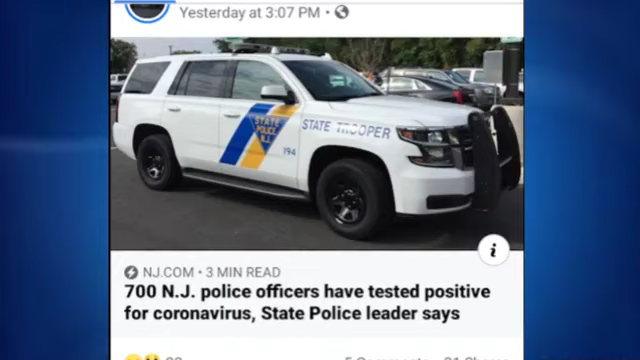 Yesterday at 3:07 PM •
STATE
POLICE
N.J.
STATE TROOPER
194
i
NJ.COM • 3 MIN READ
700 N.J. police officers have tested positive
for coronavirus, State Police leader says